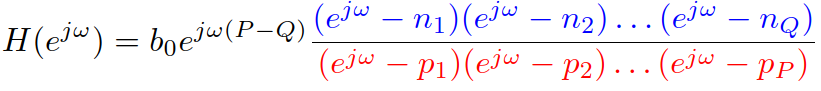 H(e^{jω}) = b_0 e^{jω(P−Q)} \frac{(e^{jω} − n_1)(e^{jω} − n_2) … (e^{jω} − n_Q)}{(e^{jω} − p_1)(e^{jω} − p_2) … (e^{jω} − p_P)}